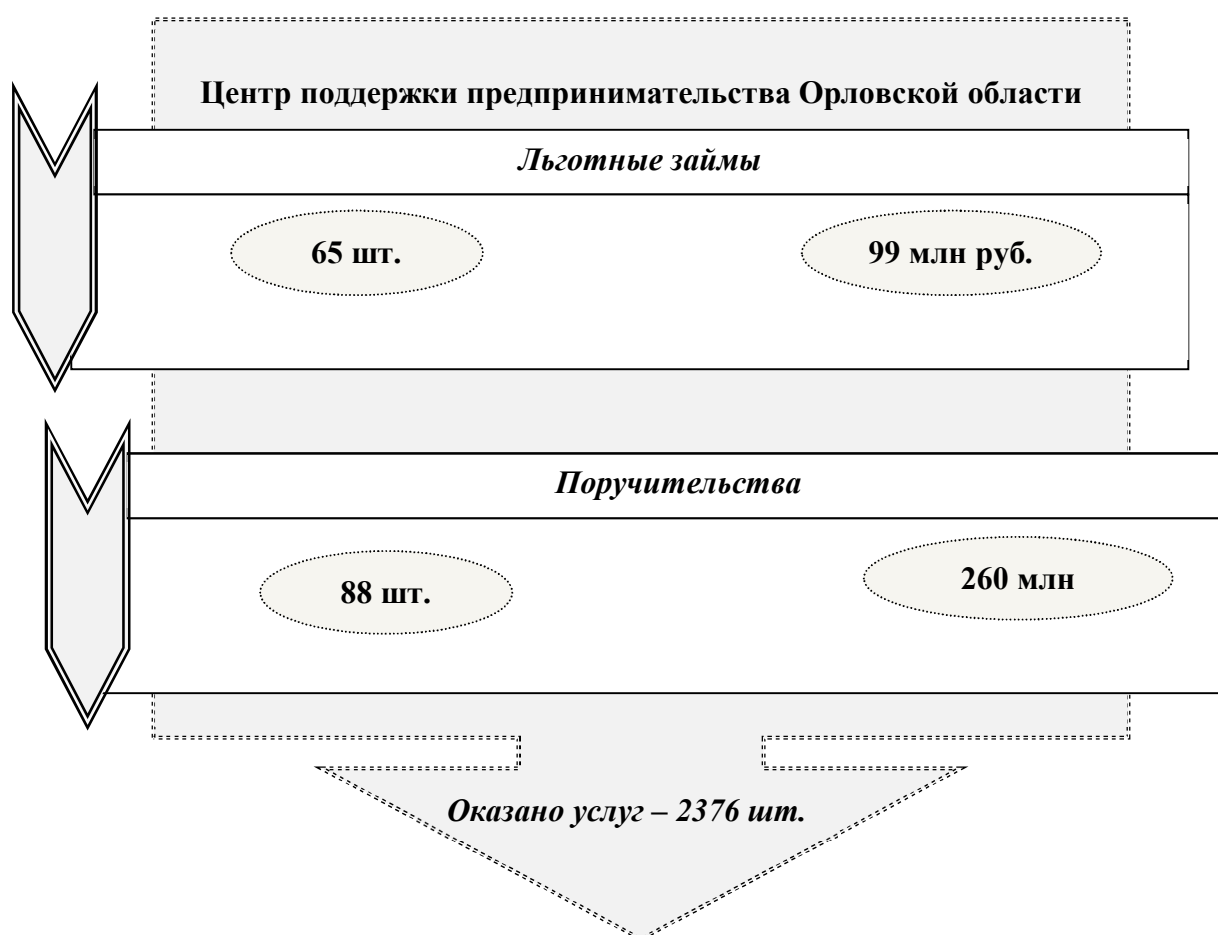 Центр поддержки предпринимательства Орловской области
Льготные займы
65 шт.
99 млн руб.
Поручительства
88 шт.
260 млн
Оказано услуг – 2376 шт.